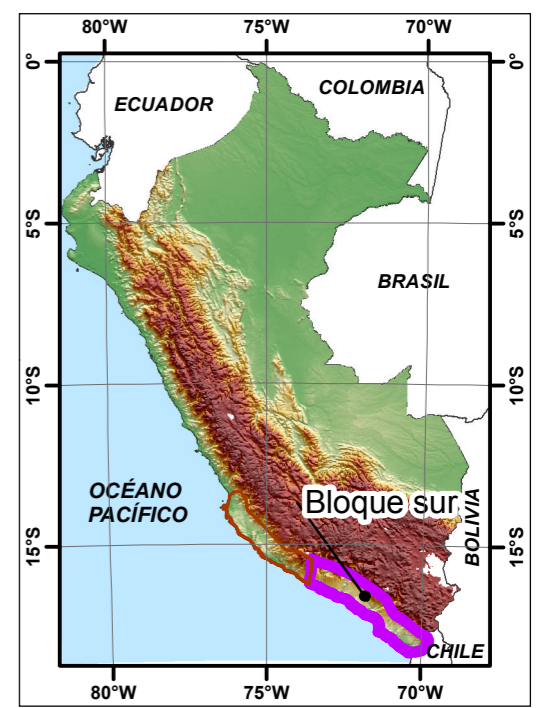 80°W 75°W 70°W
0° 0°
COLOMBIA
ECUADOR
5°S 5°S
BRASIL
10°S 10°S
OCÉANO
PACÍFICO
Bloque sur
BOLIVIA
15°S 15°S
CHILE
80°W 75°W 70°W